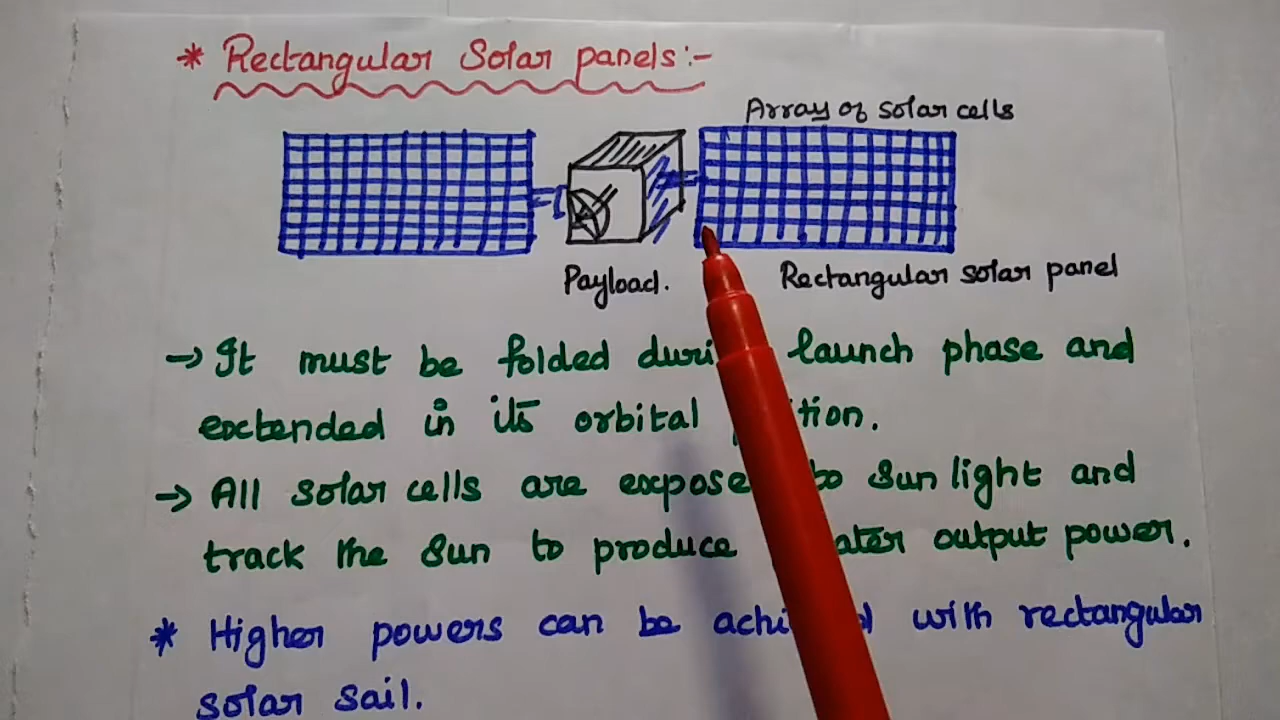 * Rectangular Solar panels:-
Array of solar cells
Payload.
Rectangular solar panel
→ It must be folded launch phase and
extended in its orbital
→ All solar cells are Sun light and
track the Sun to produce output power.
* Higher powers can be with rectangular
solar sail.